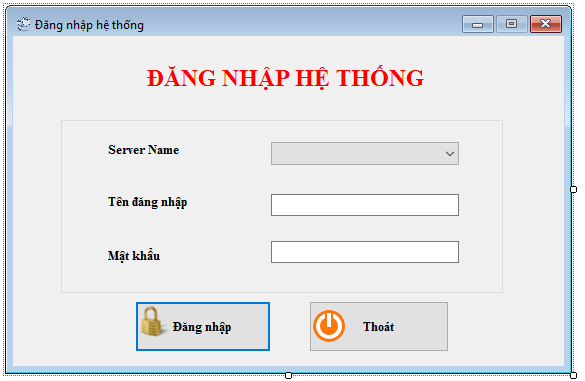 Đăng nhập hệ thống
ĐĂNG NHẬP HỆ THỐNG
Server Name
Tên đăng nhập
Mật khẩu
Đăng nhập
Thoát